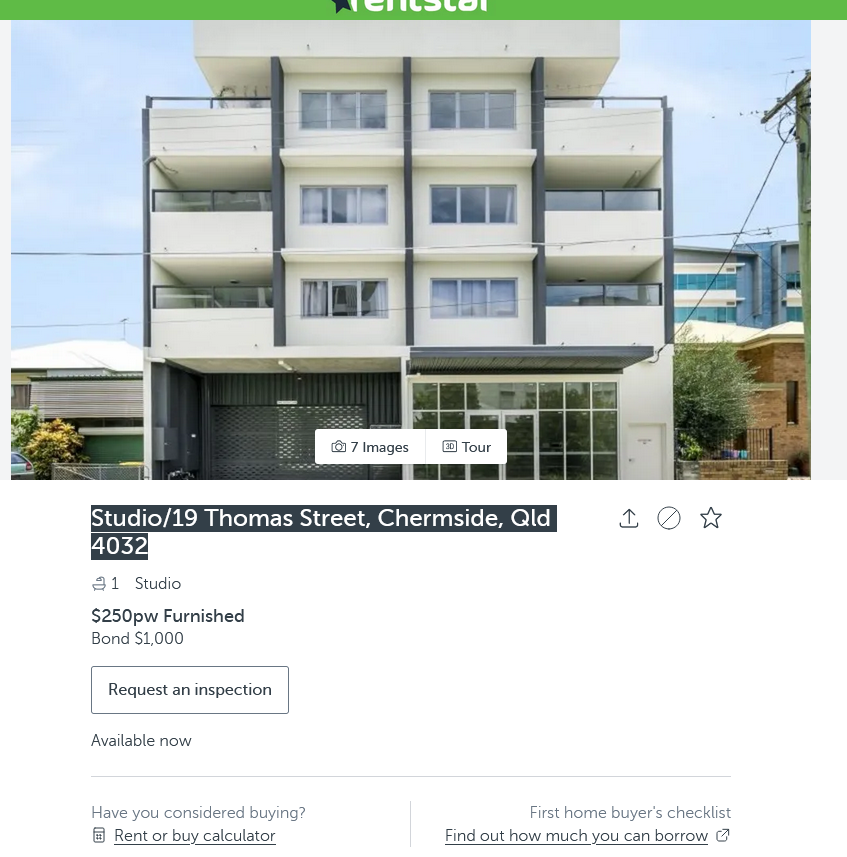 rentstar
7 Images
3D Tour
Studio/19 Thomas Street, Chermside, Qld
4032
1 Studio
$250pw Furnished
Bond $1,000
Request an inspection
Available now
Have you considered buying?
Rent or buy calculator
First home buyer's checklist
Find out how much you can borrow